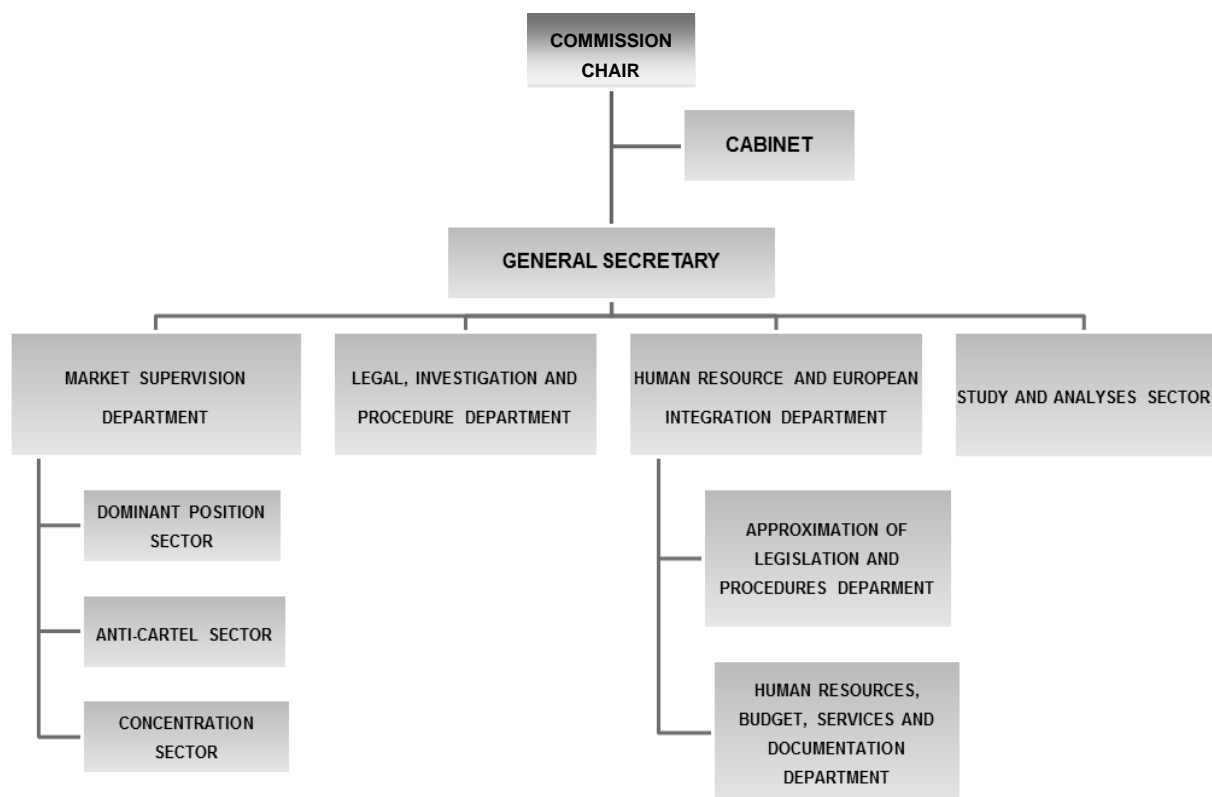 COMMISSION
CHAIR
CABINET
GENERAL SECRETARY
MARKET SUPERVISION
DEPARTMENT
LEGAL, INVESTIGATION AND
PROCEDURE DEPARTMENT
HUMAN RESOURCE AND EUROPEAN
INTEGRATION DEPARTMENT
STUDY AND ANALYSES SECTOR
DOMINANT POSITION
SECTOR
ANTI-CARTEL SECTOR
CONCENTRATION
SECTOR
APPROXIMATION OF
LEGISLATION AND
PROCEDURES DEPARMENT
HUMAN RESOURCES,
BUDGET, SERVICES AND
DOCUMENTATION
DEPARTMENT